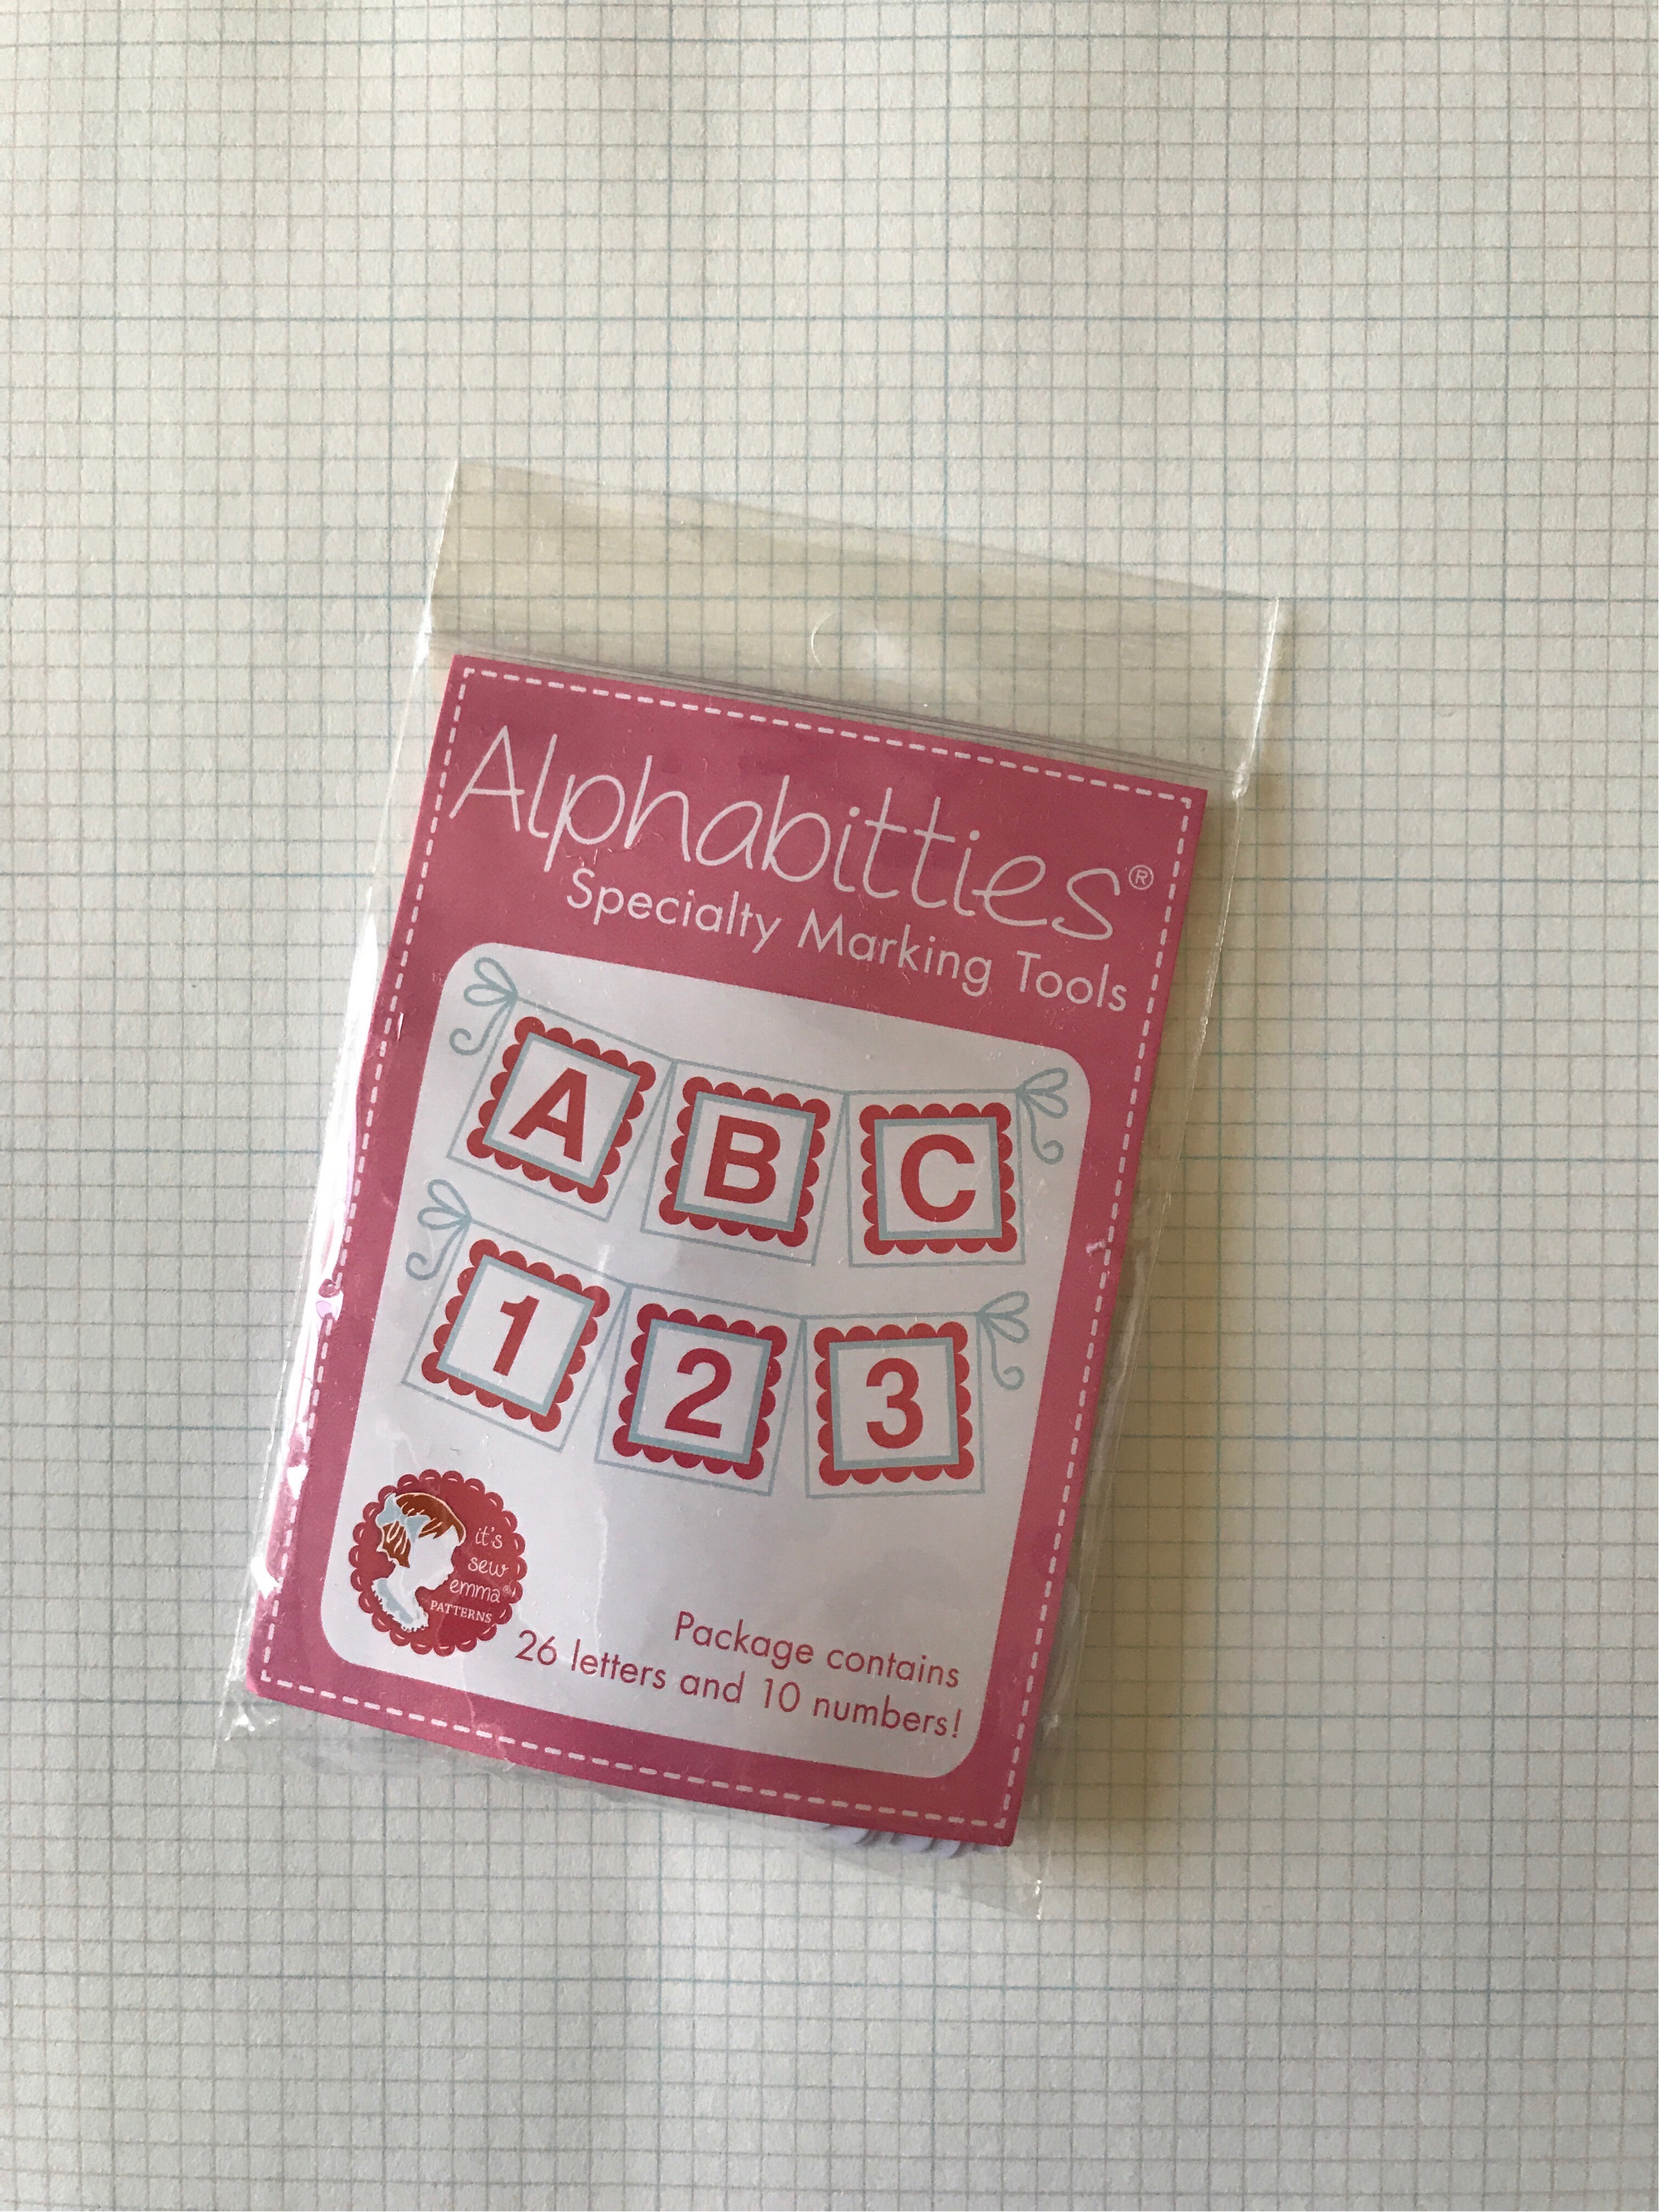 Alphabitties®
Specialty Marking Tools
A B C
1 2 3
it's
sew
emma®
PATTERNS
Package contains
26 letters and 10 numbers!